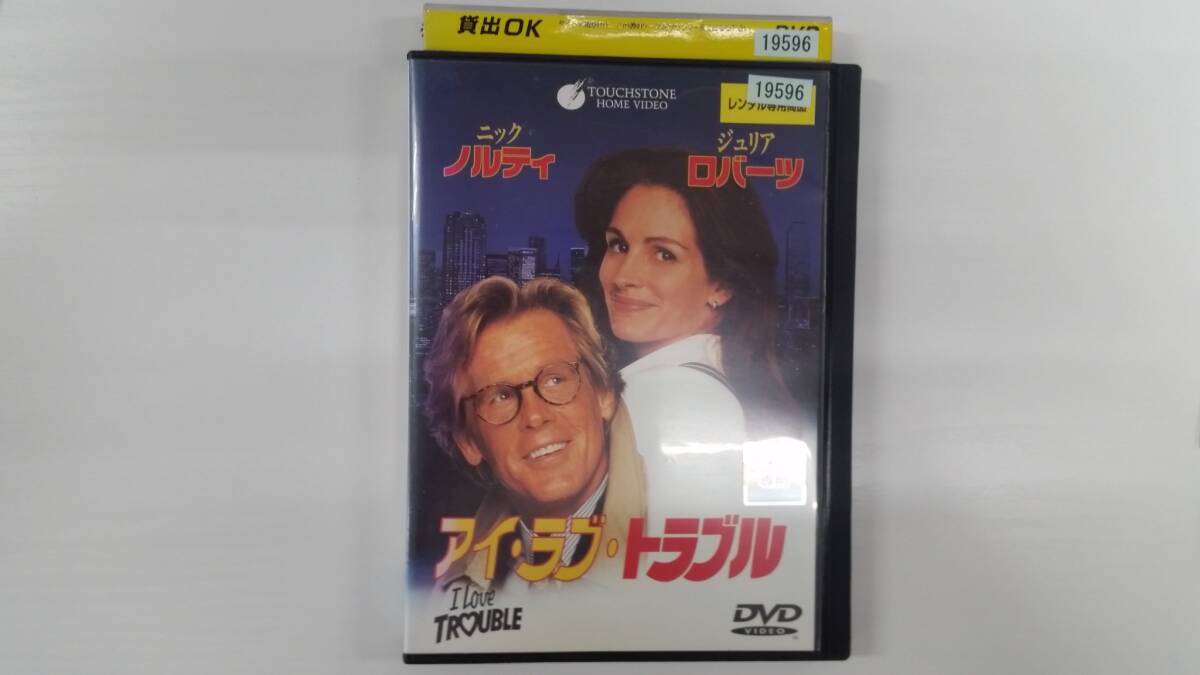 貸出OK
DVD
19596
19596
レンタル専用商品
TOUCHSTONE
HOME VIDEO
ニック
ノルティ
ジュリア
ロバーツ
アイ・ラブ・トラブル
I Love
TROUBLE
DVD
VIDEO